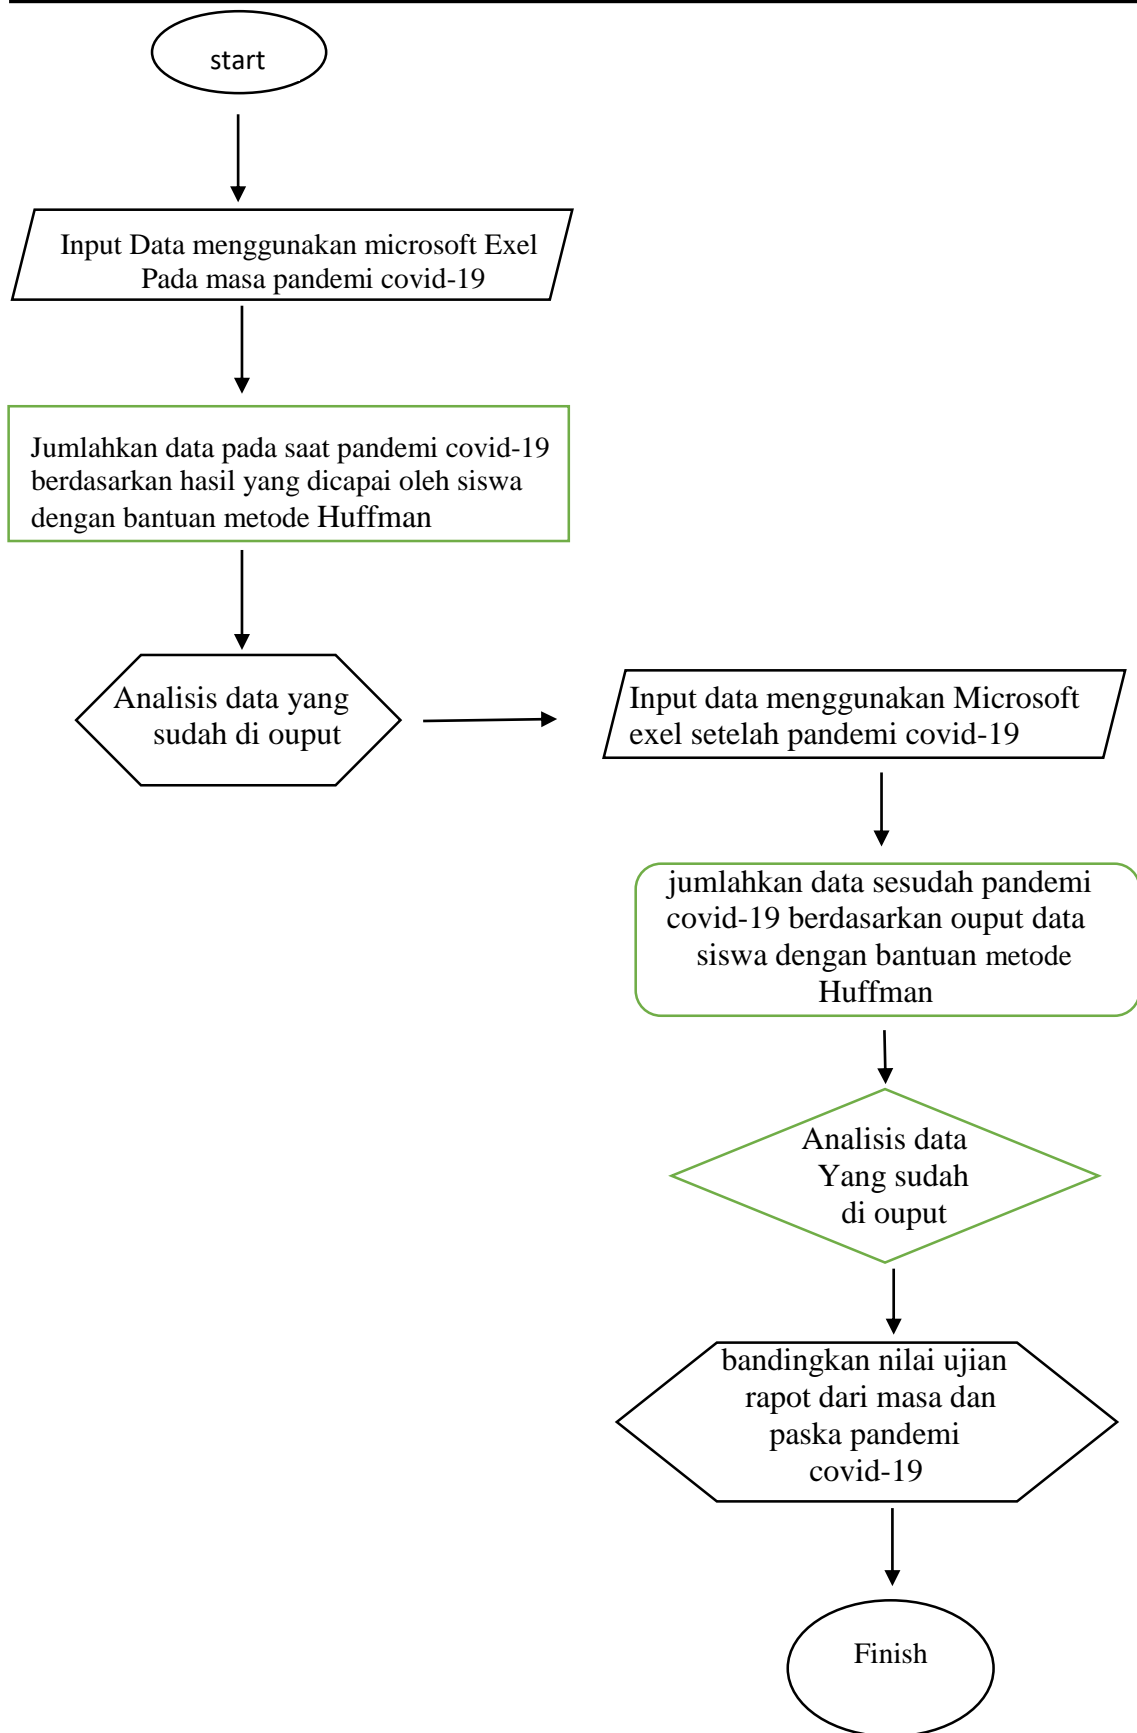 start
Input Data menggunakan microsoft Exel
Pada masa pandemi covid-19
Jumlahkan data pada saat pandemi covid-19
berdasarkan hasil yang dicapai oleh siswa
dengan bantuan metode Huffman
Analisis data yang
sudah di ouput
Input data menggunakan Microsoft
exel setelah pandemi covid-19
jumlahkan data sesudah pandemi
covid-19 berdasarkan ouput data
siswa dengan bantuan metode
Huffman
Analisis data
Yang sudah
di ouput
bandingkan nilai ujian
rapot dari masa dan
paska pandemi
covid-19
Finish